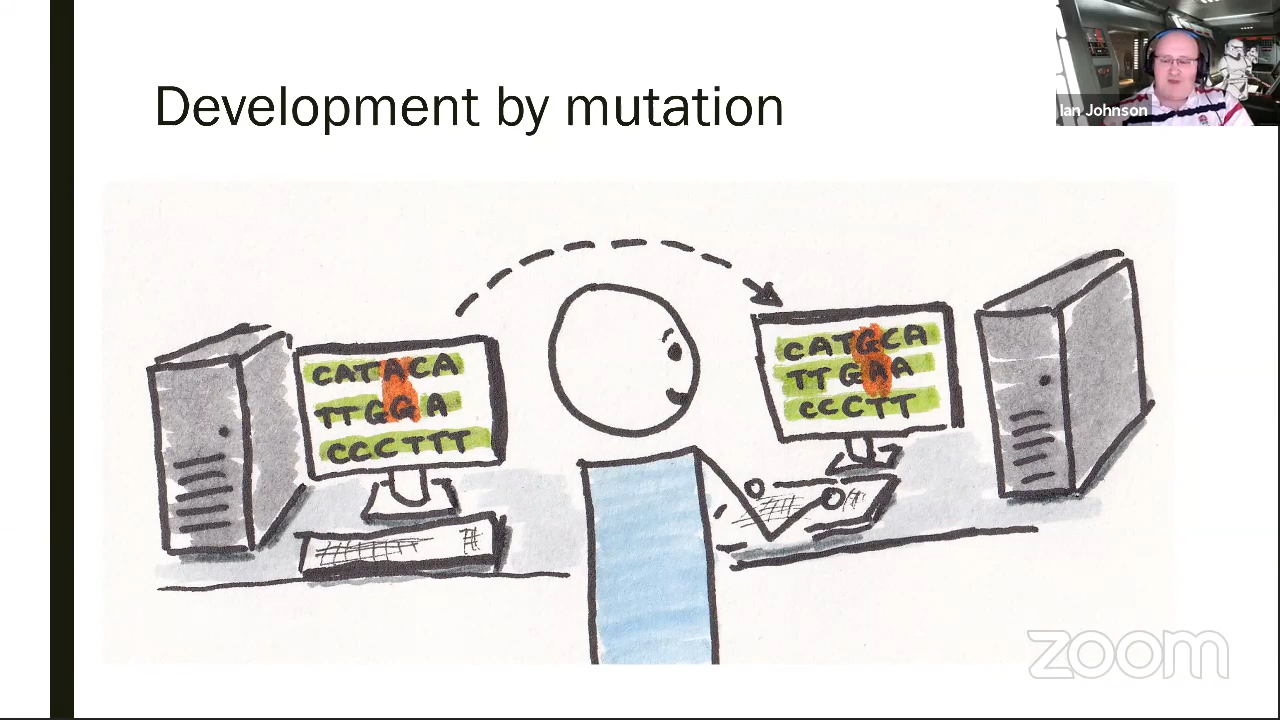 Development by mutation
Ian Johnson
CATACA
TTGGA
CCCTTT
CATGCA
TTGAA
CCCTT
zoom